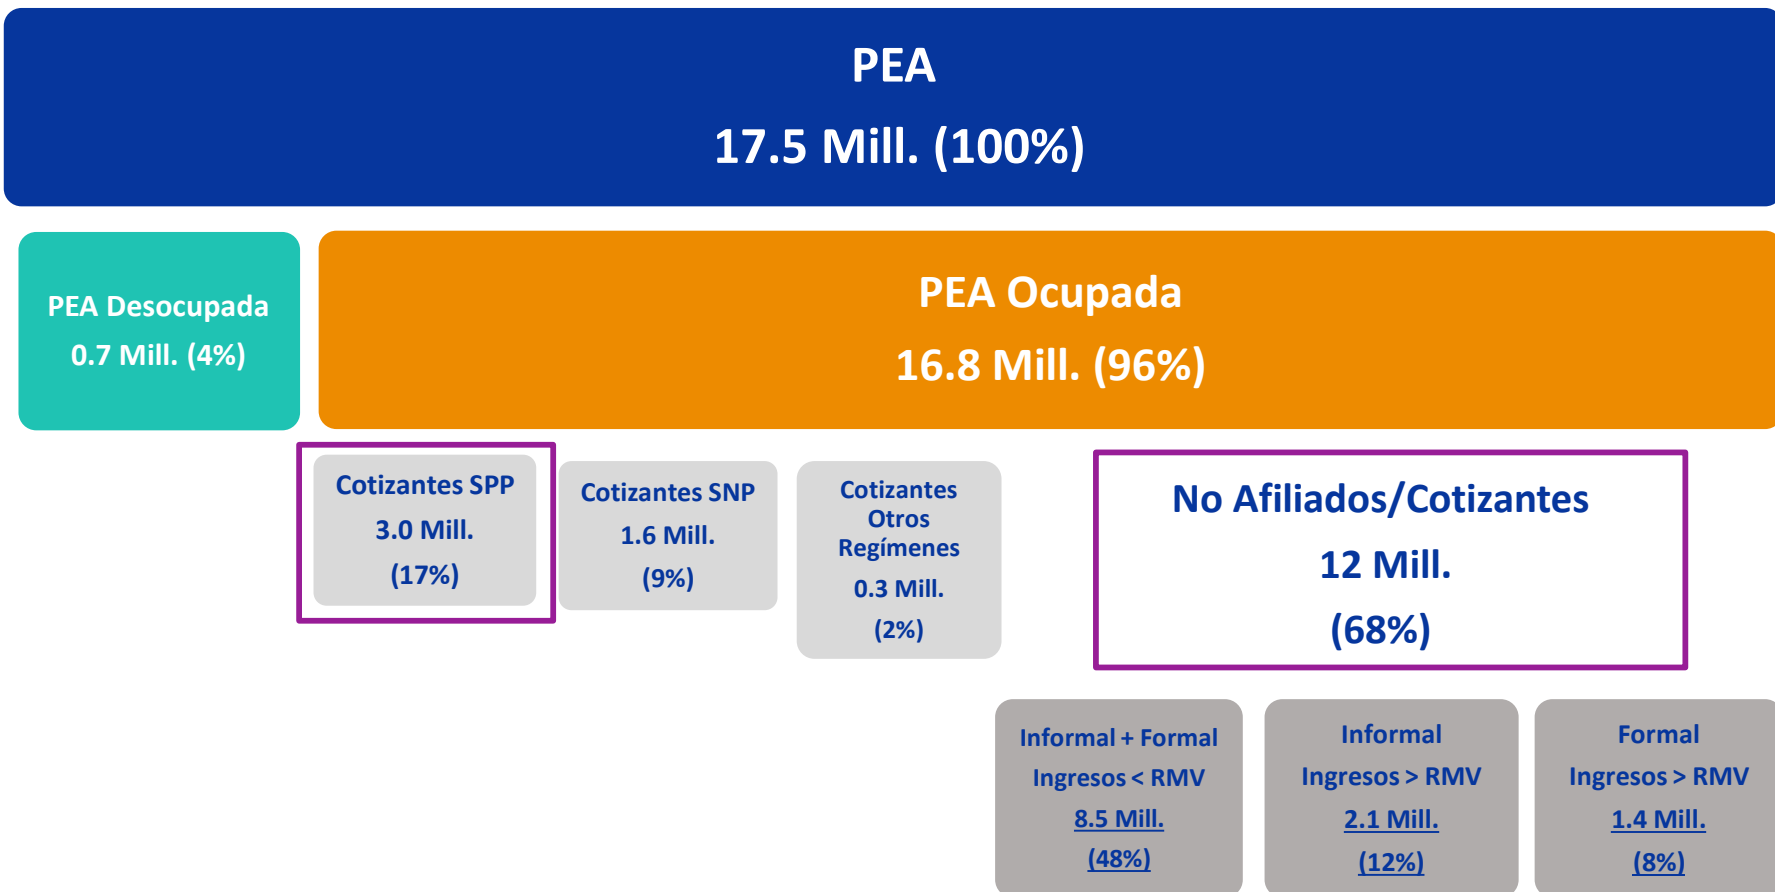 PEA
17.5 Mill. (100%)
PEA Desocupada
0.7 Mill. (4%)
PEA Ocupada
16.8 Mill. (96%)
Cotizantes SPP
3.0 Mill.
(17%)
Cotizantes SNP
1.6 Mill.
(9%)
Cotizantes
Otros
Regímenes
0.3 Mill.
(2%)
No Afiliados/Cotizantes
12 Mill.
(68%)
Informal + Formal
Ingresos < RMV
8.5 Mill.
(48%)
Informal
Ingresos > RMV
2.1 Mill.
(12%)
Formal
Ingresos > RMV
1.4 Mill.
(8%)